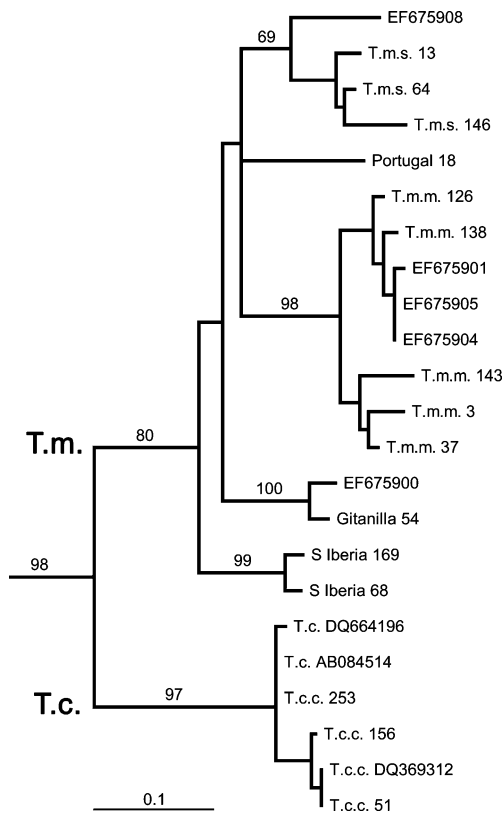 EF675908
69
T.m.s. 13
T.m.s. 64
T.m.s. 146
Portugal 18
T.m.m. 126
T.m.m. 138
EF675901
98
EF675905
EF675904
T.m.m. 143
T.m.m. 3
T.m. 80
T.m.m. 37
100 EF675900
Gitanilla 54
99 S Iberia 169
98
S Iberia 68
T.c. DQ664196
T.c. AB084514
T.c. 97 T.c.c. 253
T.c.c. 156
T.c.c. DQ369312
0.1 T.c.c. 51